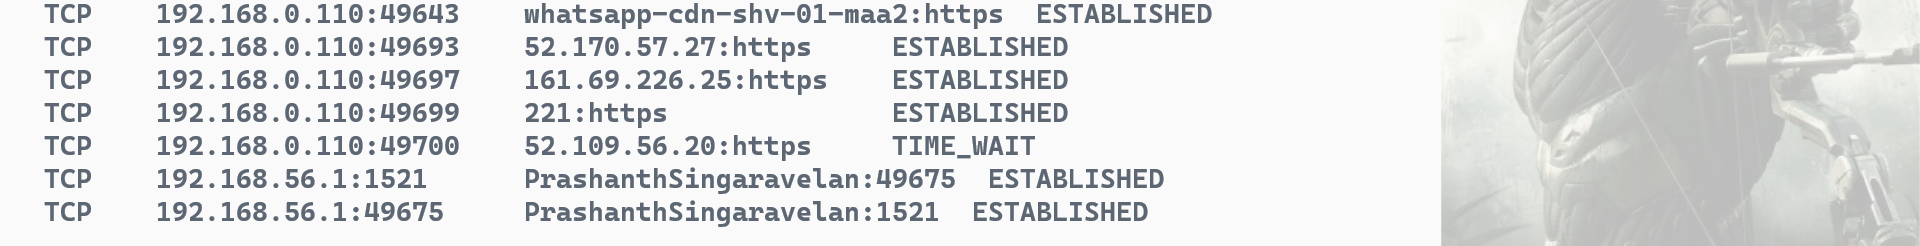 TCP    192.168.0.110:49643    whatsapp-cdn-shv-01-maa2:https  ESTABLISHED
TCP    192.168.0.110:49693    52.170.57.27:https     ESTABLISHED
TCP    192.168.0.110:49697    161.69.226.25:https    ESTABLISHED
TCP    192.168.0.110:49699    221:https              ESTABLISHED
TCP    192.168.0.110:49700    52.109.56.20:https     TIME_WAIT
TCP    192.168.56.1:1521      PrashanthSingaravelan:49675  ESTABLISHED
TCP    192.168.56.1:49675     PrashanthSingaravelan:1521  ESTABLISHED